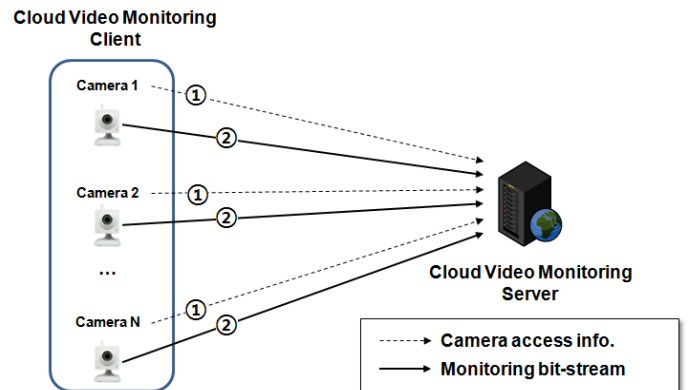 Cloud Video Monitoring
Client
Camera 1
①
②
Camera 2
①
②
...
Camera N
①
②
Cloud Video Monitoring
Server
Camera access info.
Monitoring bit-stream